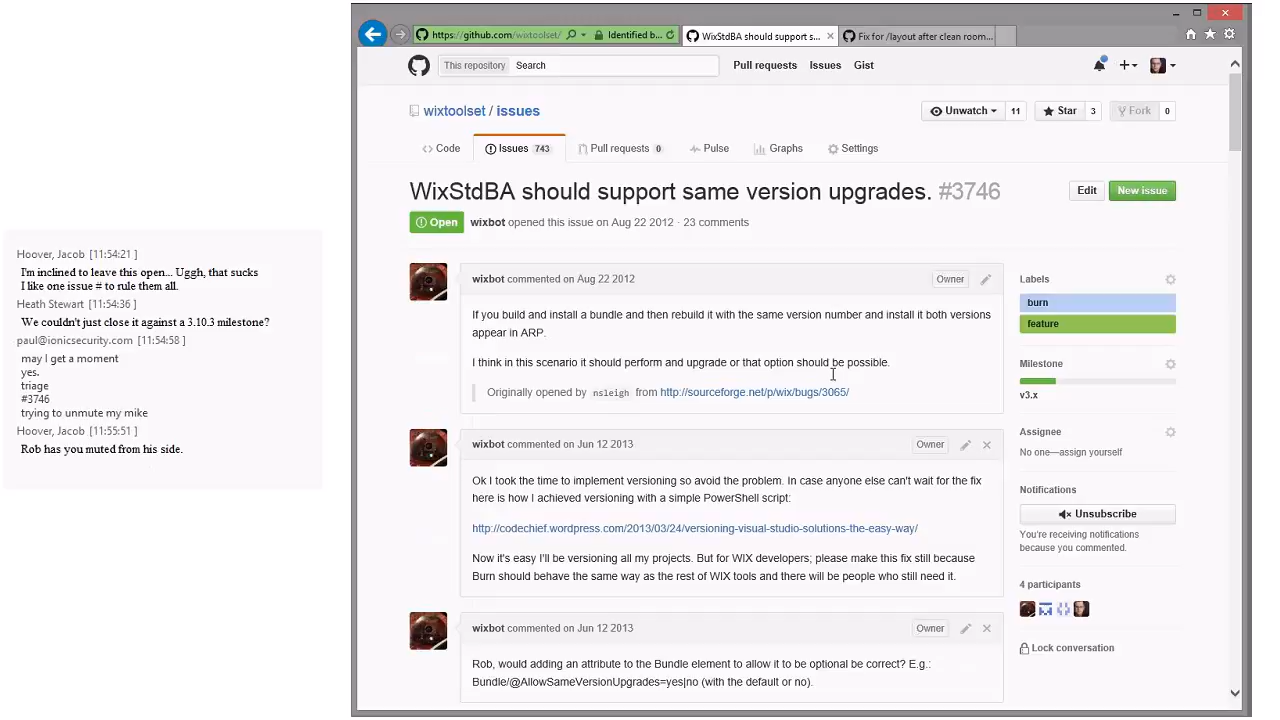 Hoover, Jacob [11:54:21 ]
I'm inclined to leave this open... Uggh, that sucks
I like one issue # to rule them all.
Heath Stewart [11:54:36 ]
We couldn't just close it against a 3.10.3 milestone?
paul@ionicsecurity.com [11:54:58 ]
may I get a moment
yes.
triage
#3746
trying to unmute my mike
Hoover, Jacob [11:55:51 ]
Rob has you muted from his side.
https://github.com/wixtoolset/ Identified b... WixStdBA should support s... Fix for /layout after clean room...
This repository Search Pull requests Issues Gist
wixtoolset / issues Unwatch 11 Star 3 Fork 0
Code Issues 743 Pull requests 0 Pulse Graphs Settings
WixStdBA should support same version upgrades. #3746 Edit New issue
Open wixbot opened this issue on Aug 22 2012 · 23 comments
wixbot commented on Aug 22 2012 Owner
If you build and install a bundle and then rebuild it with the same version number and install it both versions
appear in ARP.
I think in this scenario it should perform and upgrade or that option should be possible.
Originally opened by nsleigh from http://sourceforge.net/p/wix/bugs/3065/
wixbot commented on Jun 12 2013 Owner
Ok I took the time to implement versioning so avoid the problem. In case anyone else can't wait for the fix
here is how I achieved versioning with a simple PowerShell script:
http://codechief.wordpress.com/2013/03/24/versioning-visual-studio-solutions-the-easy-way/
Now it's easy I'll be versioning all my projects. But for WIX developers; please make this fix still because
Burn should behave the same way as the rest of WIX tools and there will be people who still need it.
wixbot commented on Jun 12 2013 Owner
Rob, would adding an attribute to the Bundle element to allow it to be optional be correct? E.g.:
Bundle/@AllowSameVersionUpgrades=yes|no (with the default or no).
Labels
burn
feature
Milestone
v3.x
Assignee
No one—assign yourself
Notifications
Unsubscribe
You're receiving notifications
because you commented.
4 participants
Lock conversation